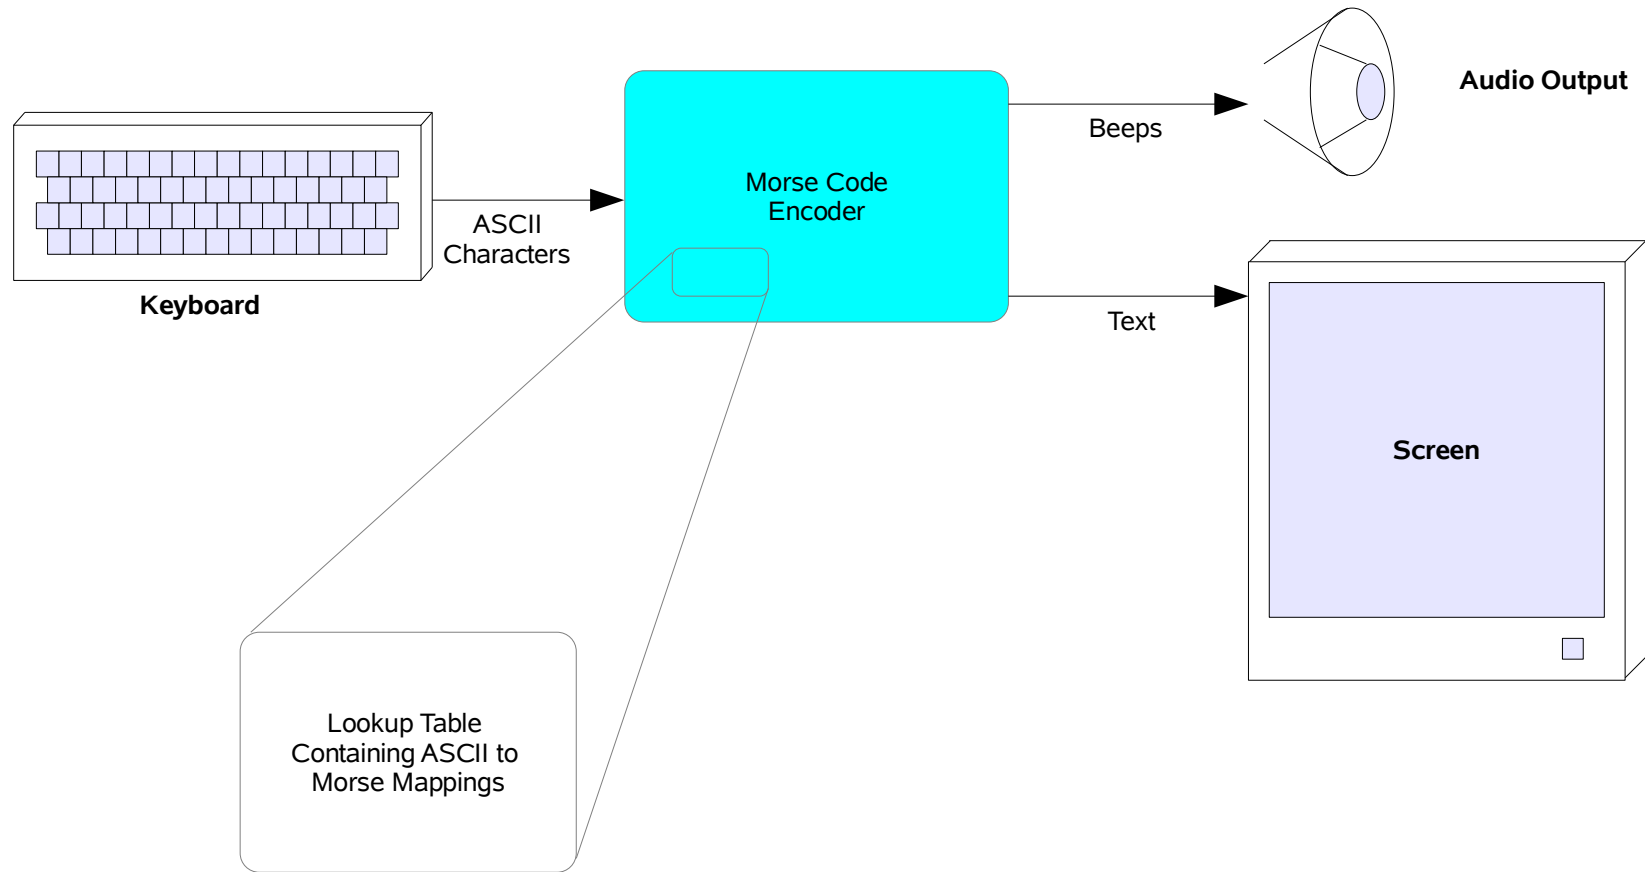 Audio Output
Beeps
Morse Code
Encoder
ASCII
Characters
Keyboard
Text
Screen
Lookup Table
Containing ASCII to
Morse Mappings